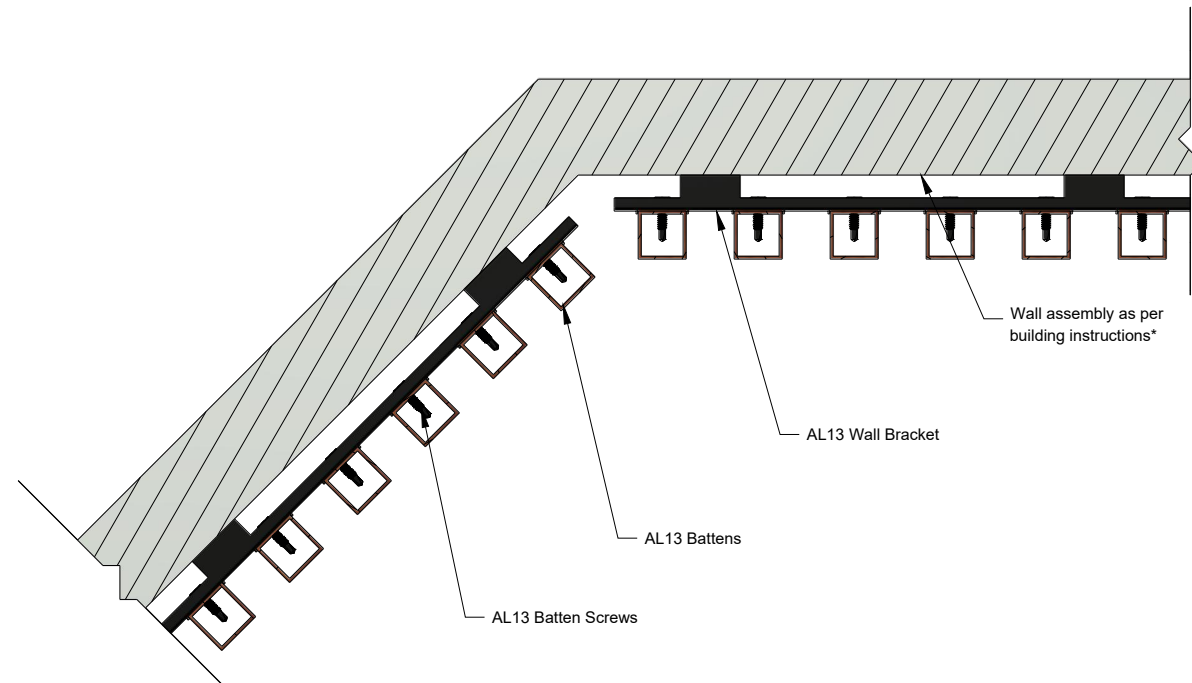 Wall assembly as per
building instructions*
AL13 Wall Bracket
AL13 Battens
AL13 Batten Screws